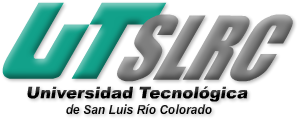 UTSLRC
Universidad Tecnológica
de San Luis Río Colorado